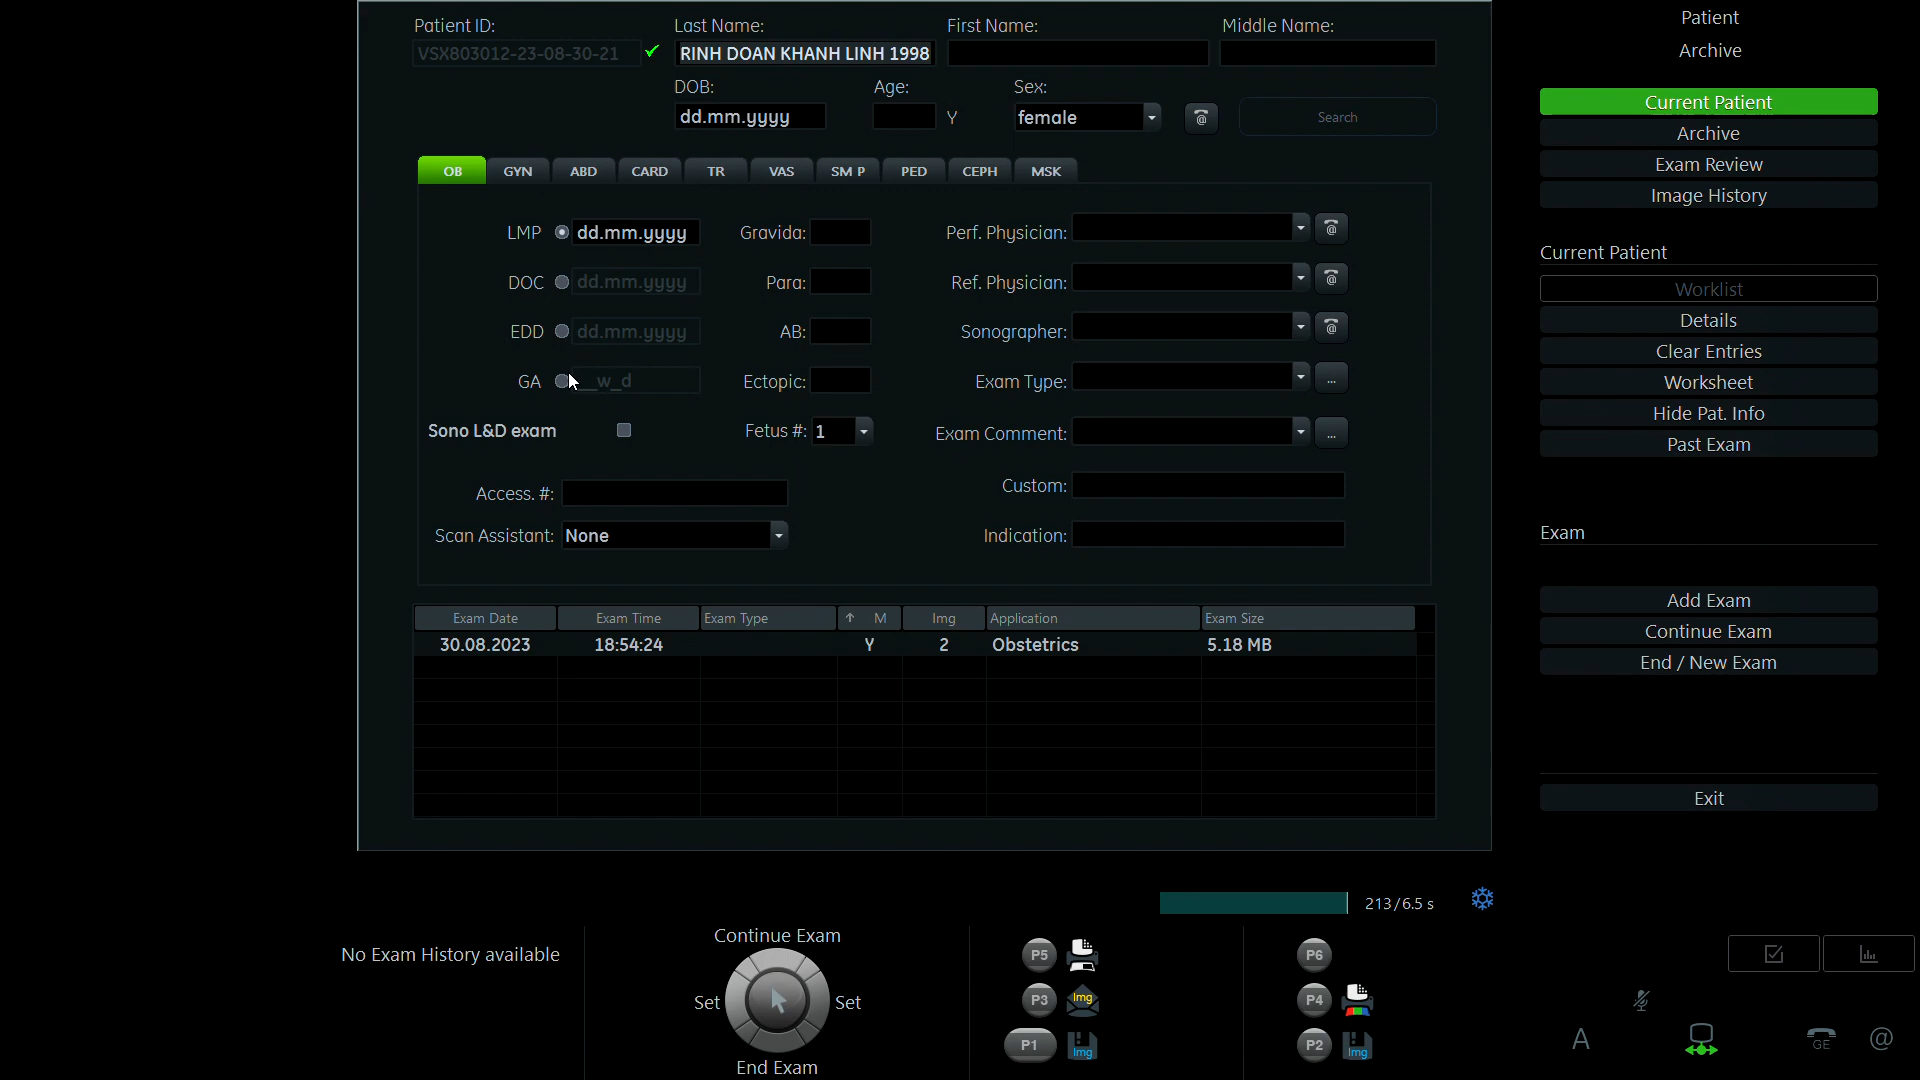 Patient ID: Last Name: First Name: Middle Name:
VSX803012-23-08-30-21 RINH DOAN KHANH LINH 1998
DOB: Age: Sex:
dd.mm.yyyy Y female Search
OB GYN ABD CARD TR VAS SM P PED CEPH MSK
LMP dd.mm.yyyy Gravida: Perf. Physician:
DOC dd.mm.yyyy Para: Ref. Physician:
EDD dd.mm.yyyy AB: Sonographer:
GA __w_d Ectopic: Exam Type: ...
Sono L&D exam Fetus #: 1 Exam Comment: ...
Access. #: Custom:
Scan Assistant: None Indication:
Exam Date Exam Time Exam Type ↑ M Img Application Exam Size
30.08.2023 18:54:24 Y 2 Obstetrics 5.18 MB
Patient
Archive
Current Patient
Archive
Exam Review
Image History
Current Patient
Worklist
Details
Clear Entries
Worksheet
Hide Pat. Info
Past Exam
Exam
Add Exam
Continue Exam
End / New Exam
Exit
213/6.5 s
No Exam History available
Continue Exam
Set Set
End Exam
P5
P3 Img
P1 Img
P6
P4
P2 Img
A GE @